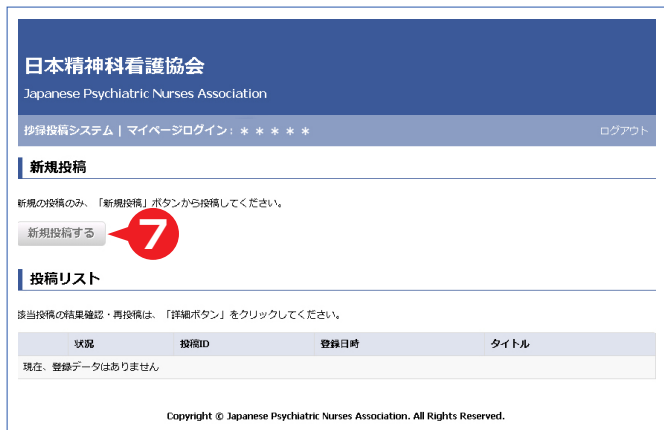 日本精神科看護協会
Japanese Psychiatric Nurses Association
抄録投稿システム | マイページログイン: * * * * * ログアウト
新規投稿
新規の投稿のみ、「新規投稿」ボタンから投稿してください。
新規投稿する 7
投稿リスト
該当投稿の結果確認・再投稿は、「詳細ボタン」をクリックしてください。
状況 投稿ID 登録日時 タイトル
現在、登録データはありません
Copyright © Japanese Psychiatric Nurses Association. All Rights Reserved.